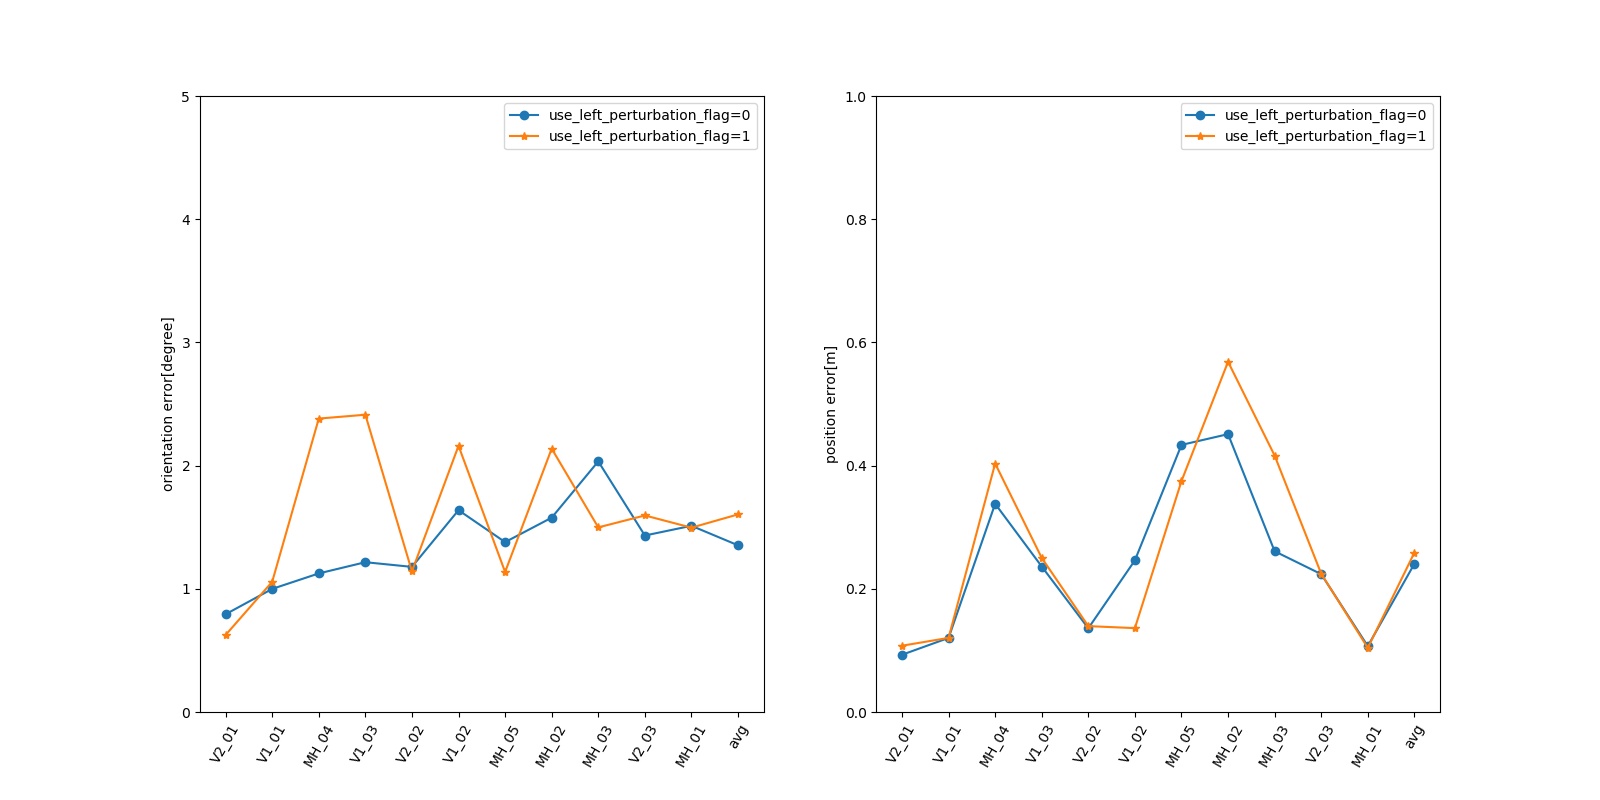 use_left_perturbation_flag=0
use_left_perturbation_flag=1
orientation error[degree]
5
4
3
2
1
0
V2_01
V1_01
MH_04
V1_03
V2_02
V1_02
MH_05
MH_02
MH_03
V2_03
MH_01
avg
use_left_perturbation_flag=0
use_left_perturbation_flag=1
position error[m]
1.0
0.8
0.6
0.4
0.2
0.0
V2_01
V1_01
MH_04
V1_03
V2_02
V1_02
MH_05
MH_02
MH_03
V2_03
MH_01
avg